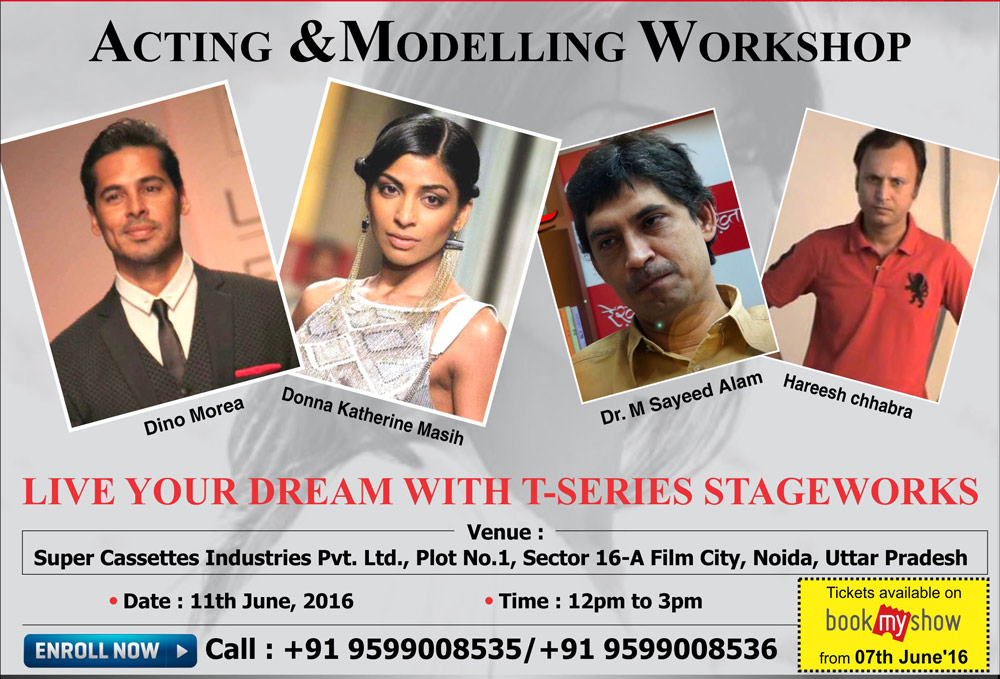 ACTING &MODELLING WORKSHOP
Dino Morea
Donna Katherine Masih
Dr. M Sayeed Alam
Hareesh chhabra
LIVE YOUR DREAM WITH T-SERIES STAGEWORKS
Venue :
Super Cassettes Industries Pvt. Ltd., Plot No.1, Sector 16-A Film City, Noida, Uttar Pradesh
• Date : 11th June, 2016
• Time : 12pm to 3pm
Tickets available on
bookmyshow
from 07th June'16
ENROLL NOW
Call : +91 9599008535/+91 9599008536